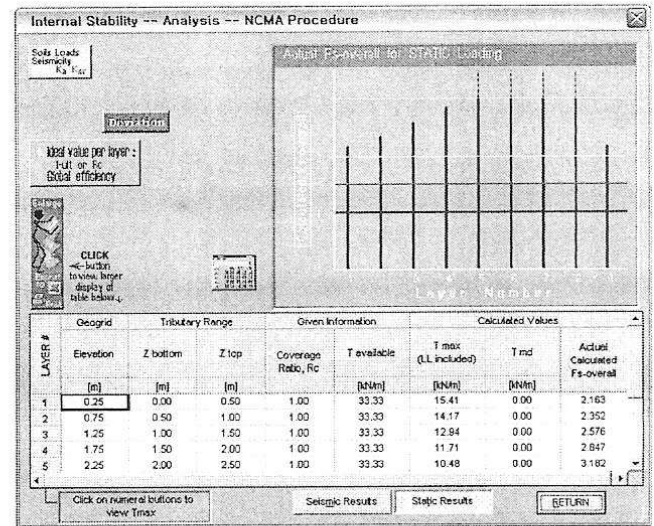 Internal Stability -- Analysis -- NCMA Procedure
Soils Loads
Seismicity
Ka Kae
Actual Fs-overall for STATIC Loading
Deviation
Ideal value per layer :
T-ult or Rc
Global efficiency
CLICK
<- button
to view larger
display of
table below
Layer Number
LAYER # Geogrid Tributary Range Given Information Calculated Values
Elevation Z bottom Z top Coverage Ratio, Rc T available T max (LL included) T md Actual Calculated Fs-overall
[m] [m] [m] [kN/m] [kN/m] [kN/m]
1 0.25 0.00 0.50 1.00 33.33 15.41 0.00 2.163
2 0.75 0.50 1.00 1.00 33.33 14.17 0.00 2.352
3 1.25 1.00 1.50 1.00 33.33 12.94 0.00 2.576
4 1.75 1.50 2.00 1.00 33.33 11.71 0.00 2.847
5 2.25 2.00 2.50 1.00 33.33 10.48 0.00 3.182
Click on numeral buttons to
view Tmax
Seismic Results Static Results RETURN